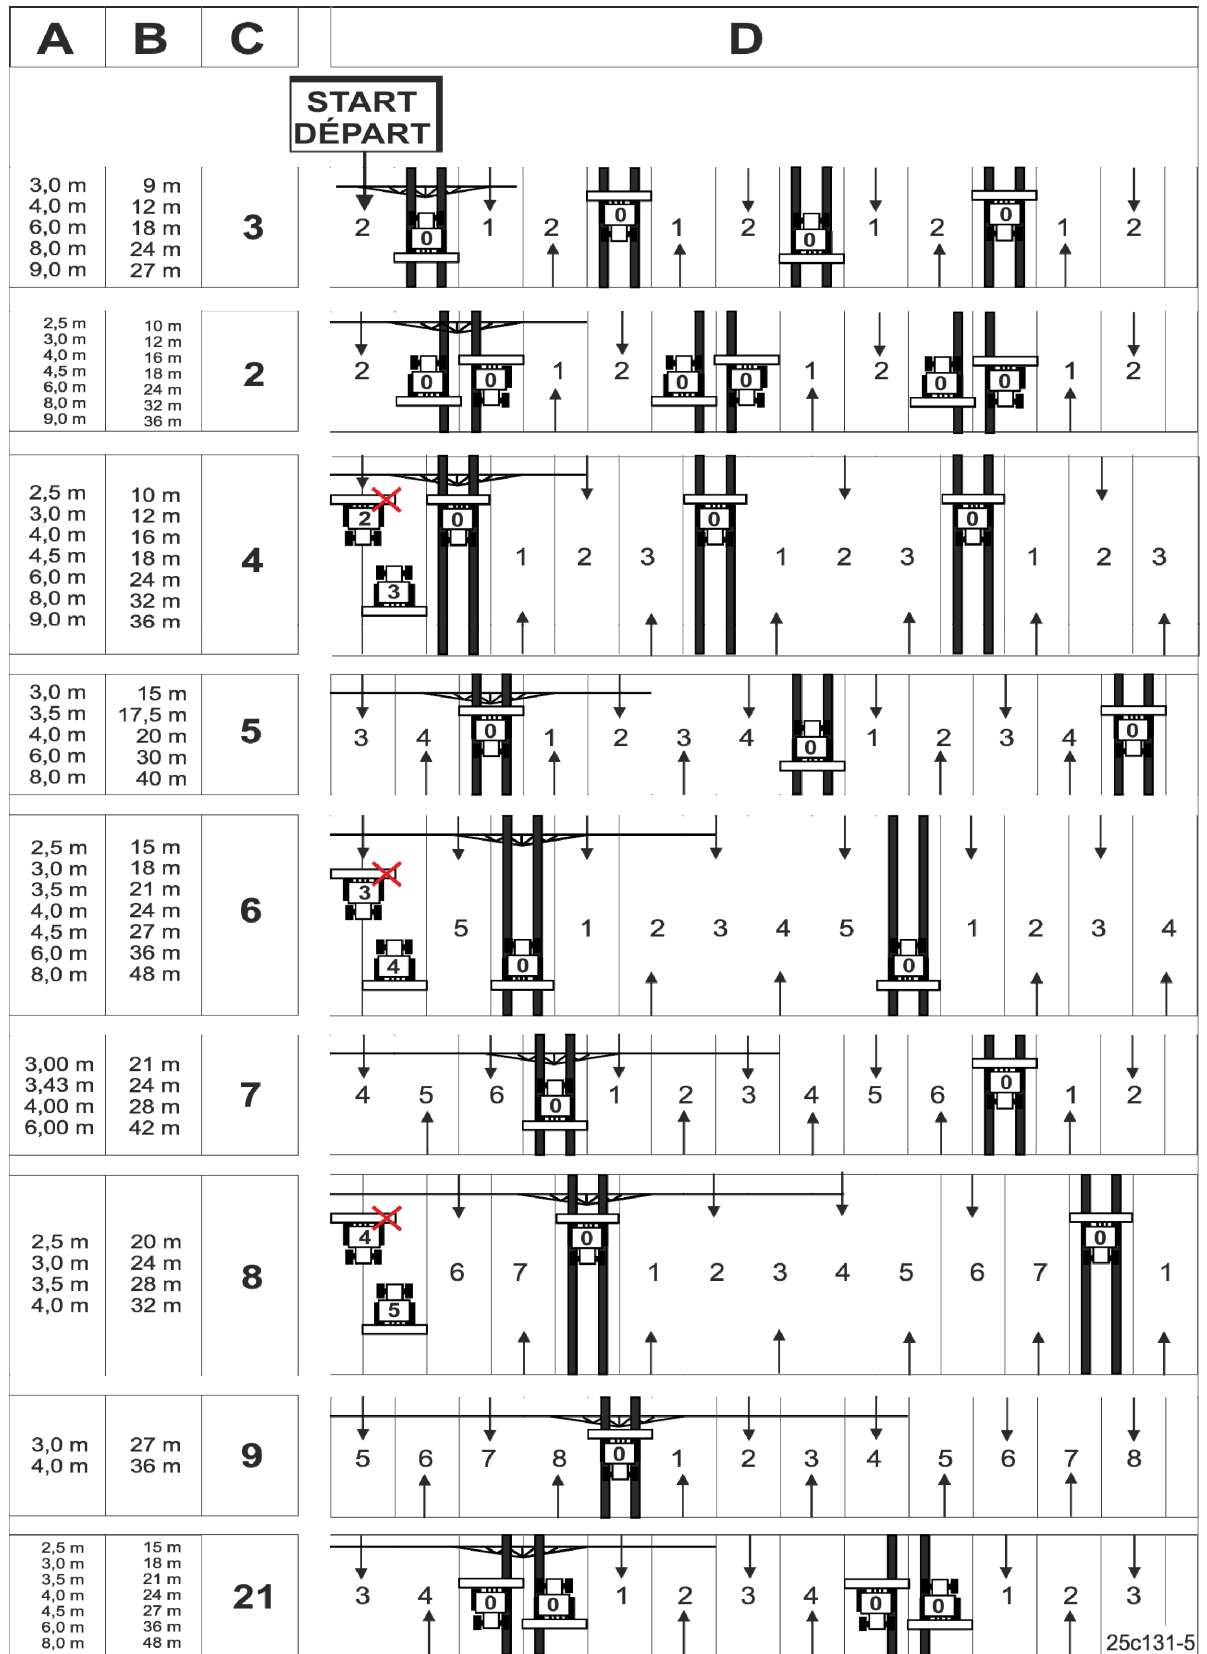 A B C D
START
DÉPART
3,0 m 9 m
4,0 m 12 m
6,0 m 18 m
8,0 m 24 m
9,0 m 27 m
3
2 0 1 2 0 1 2 0 1 2 0 1 2
2,5 m 10 m
3,0 m 12 m
4,0 m 16 m
4,5 m 18 m
6,0 m 24 m
8,0 m 32 m
9,0 m 36 m
2
2 0 0 1 2 0 0 1 2 0 0 1 2
2,5 m 10 m
3,0 m 12 m
4,0 m 16 m
4,5 m 18 m
6,0 m 24 m
8,0 m 32 m
9,0 m 36 m
4
2 0 0 0
1 2 3 1 2 3 1 2 3
3
3,0 m 15 m
3,5 m 17,5 m
4,0 m 20 m
6,0 m 30 m
8,0 m 40 m
5
3 4 0 1 2 3 4 0 1 2 3 4 0
2,5 m 15 m
3,0 m 18 m
3,5 m 21 m
4,0 m 24 m
4,5 m 27 m
6,0 m 36 m
8,0 m 48 m
6
3
5 1 2 3 4 5 1 2 3 4
4 0 0
3,00 m 21 m
3,43 m 24 m
4,00 m 28 m
6,00 m 42 m
7
4 5 6 0 1 2 3 4 5 6 0 1 2
2,5 m 20 m
3,0 m 24 m
3,5 m 28 m
4,0 m 32 m
8
4 0 0
6 7 1 2 3 4 5 6 7 1
5
3,0 m 27 m
4,0 m 36 m
9
5 6 7 8 0 1 2 3 4 5 6 7 8
2,5 m 15 m
3,0 m 18 m
3,5 m 21 m
4,0 m 24 m
4,5 m 27 m
6,0 m 36 m
8,0 m 48 m
21
3 4 0 0 1 2 3 4 0 0 1 2 3
25c131-5